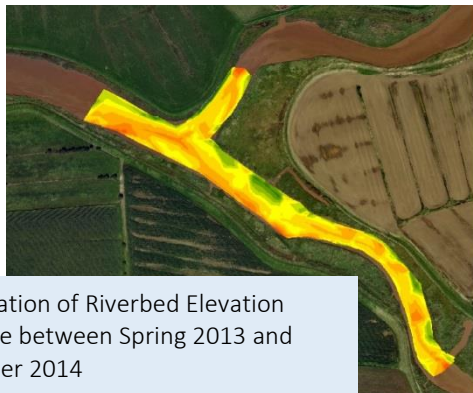 ation of Riverbed Elevation
e between Spring 2013 and
er 2014